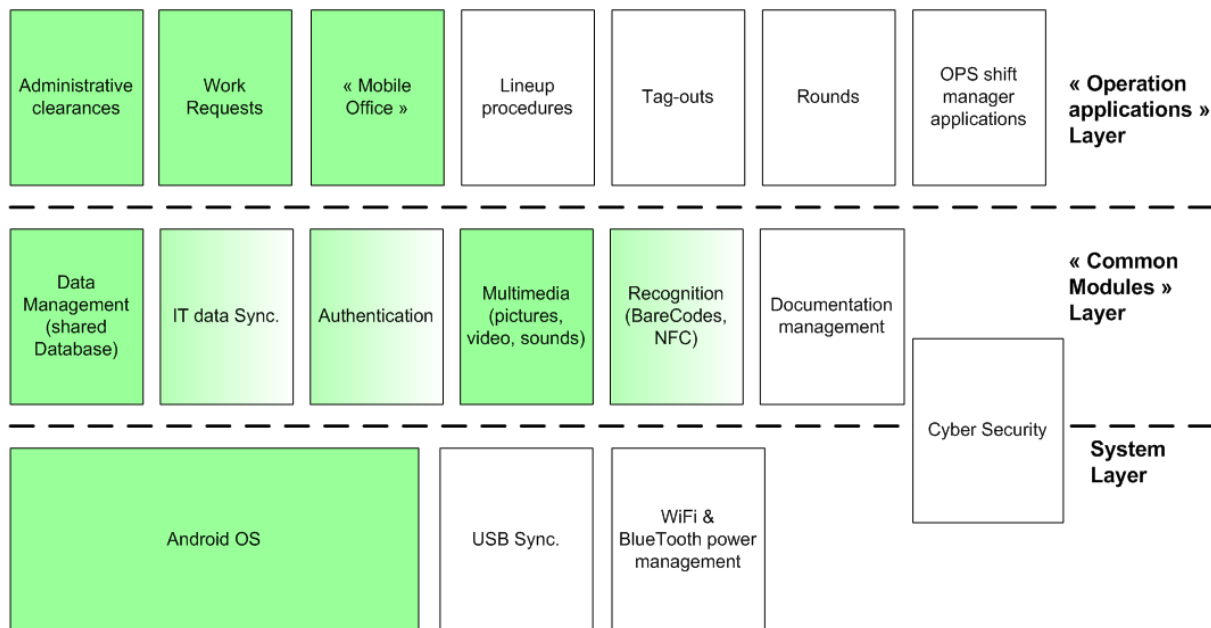 Administrative
clearances
Work
Requests
« Mobile
Office »
Lineup
procedures
Tag-outs
Rounds
OPS shift
manager
applications
« Operation
applications »
Layer
Data
Management
(shared
Database)
IT data Sync.
Authentication
Multimedia
(pictures,
video, sounds)
Recognition
(BareCodes,
NFC)
Documentation
management
« Common
Modules »
Layer
Cyber Security
System
Layer
Android OS
USB Sync.
WiFi &
BlueTooth power
management